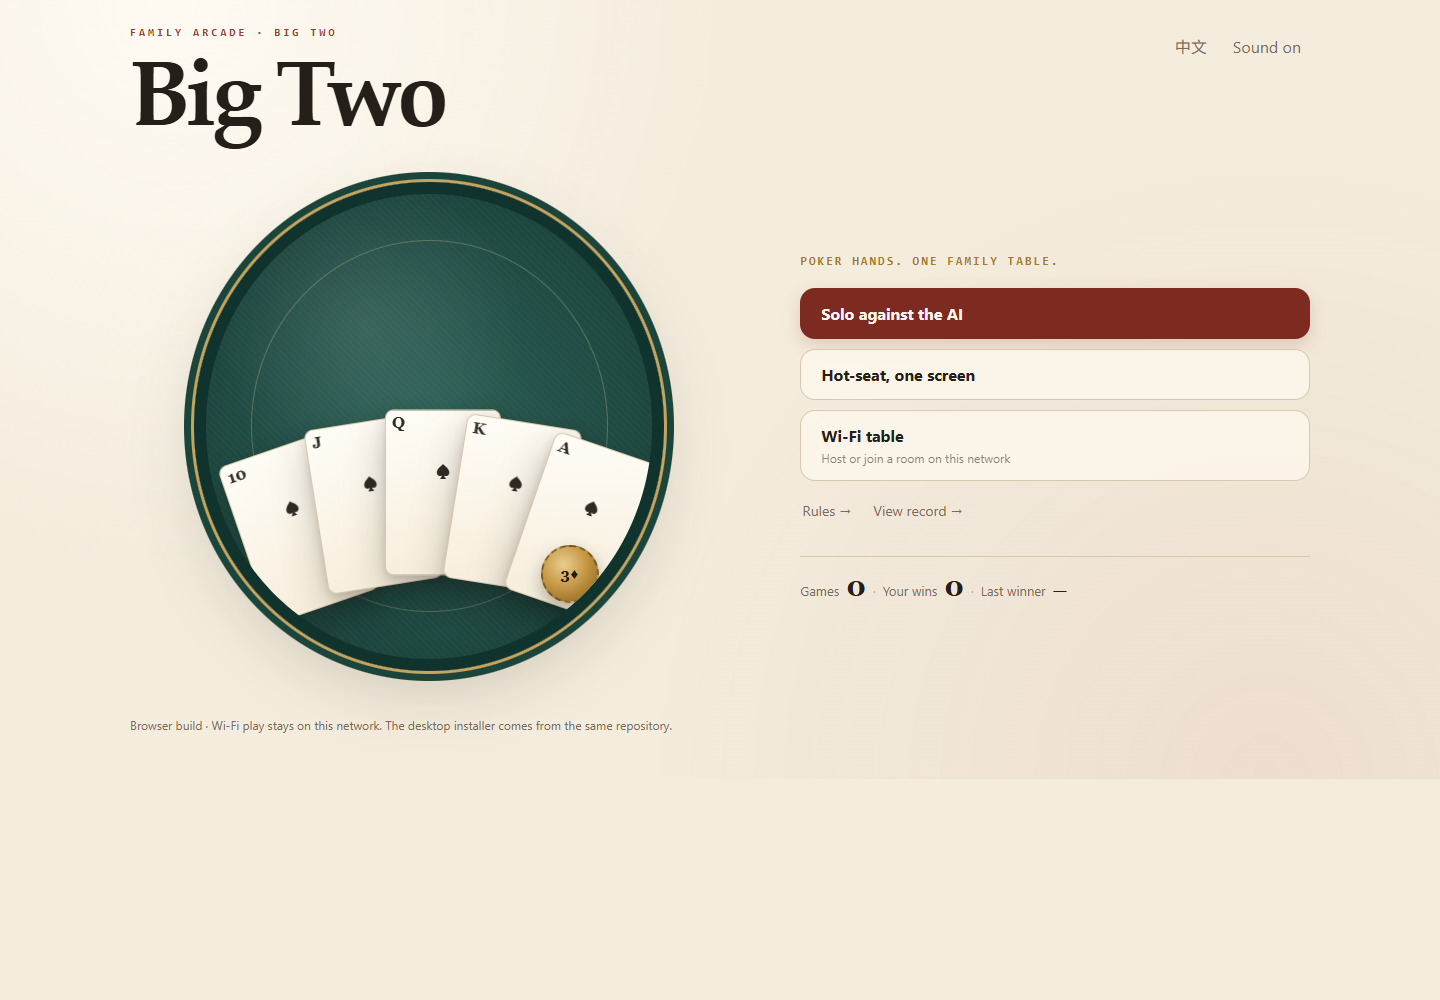 FAMILY ARCADE · BIG TWO
中文 Sound on
Big Two
POKER HANDS. ONE FAMILY TABLE.
Solo against the AI
Hot-seat, one screen
Wi-Fi table
Host or join a room on this network
Rules → View record →
Games 0 · Your wins 0 · Last winner —
10 ♠
J ♠
Q ♠
K ♠
A ♠
3♦
Browser build · Wi-Fi play stays on this network. The desktop installer comes from the same repository.